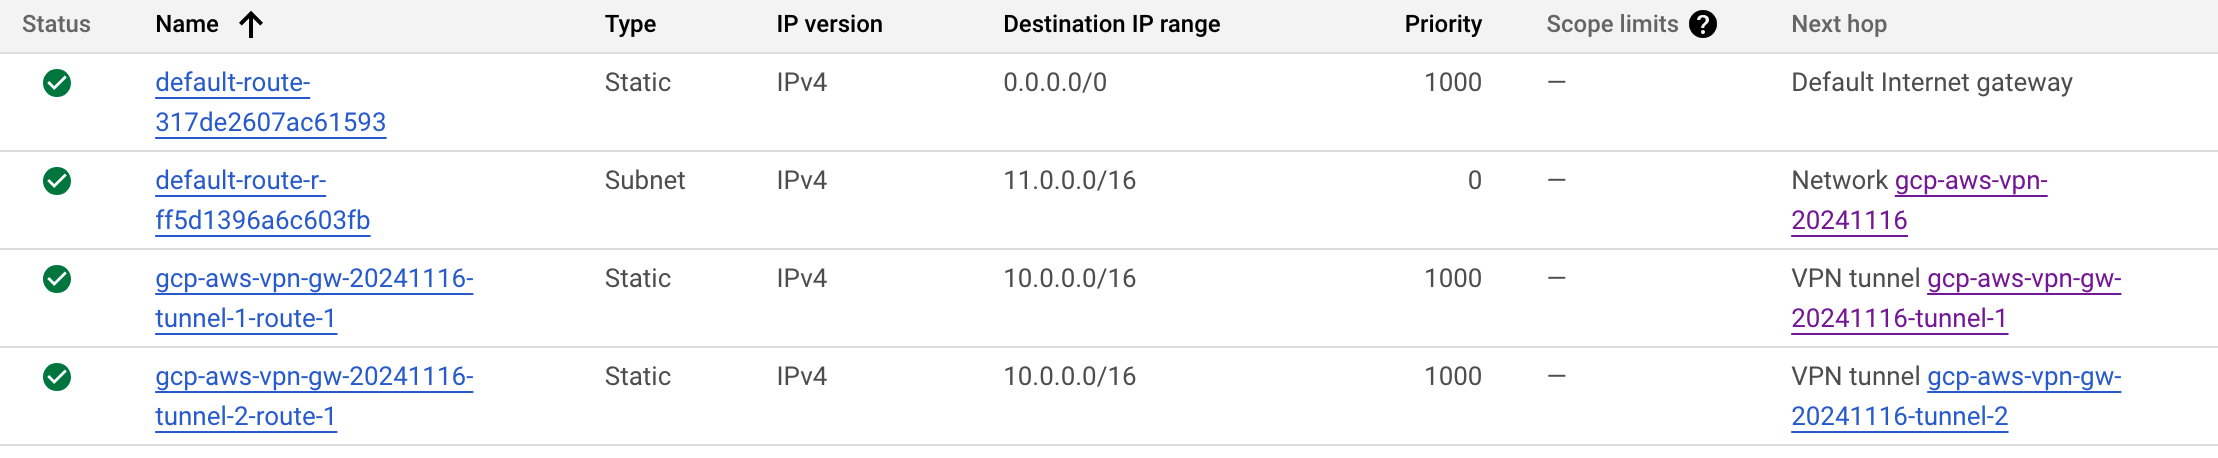 Status Name Type IP version Destination IP range Priority Scope limits ? Next hop
default-route- Static IPv4 0.0.0.0/0 1000 — Default Internet gateway
317de2607ac61593
default-route-r- Subnet IPv4 11.0.0.0/16 0 — Network gcp-aws-vpn-
ff5d1396a6c603fb 20241116
gcp-aws-vpn-gw-20241116- Static IPv4 10.0.0.0/16 1000 — VPN tunnel gcp-aws-vpn-gw-
tunnel-1-route-1 20241116-tunnel-1
gcp-aws-vpn-gw-20241116- Static IPv4 10.0.0.0/16 1000 — VPN tunnel gcp-aws-vpn-gw-
tunnel-2-route-1 20241116-tunnel-2